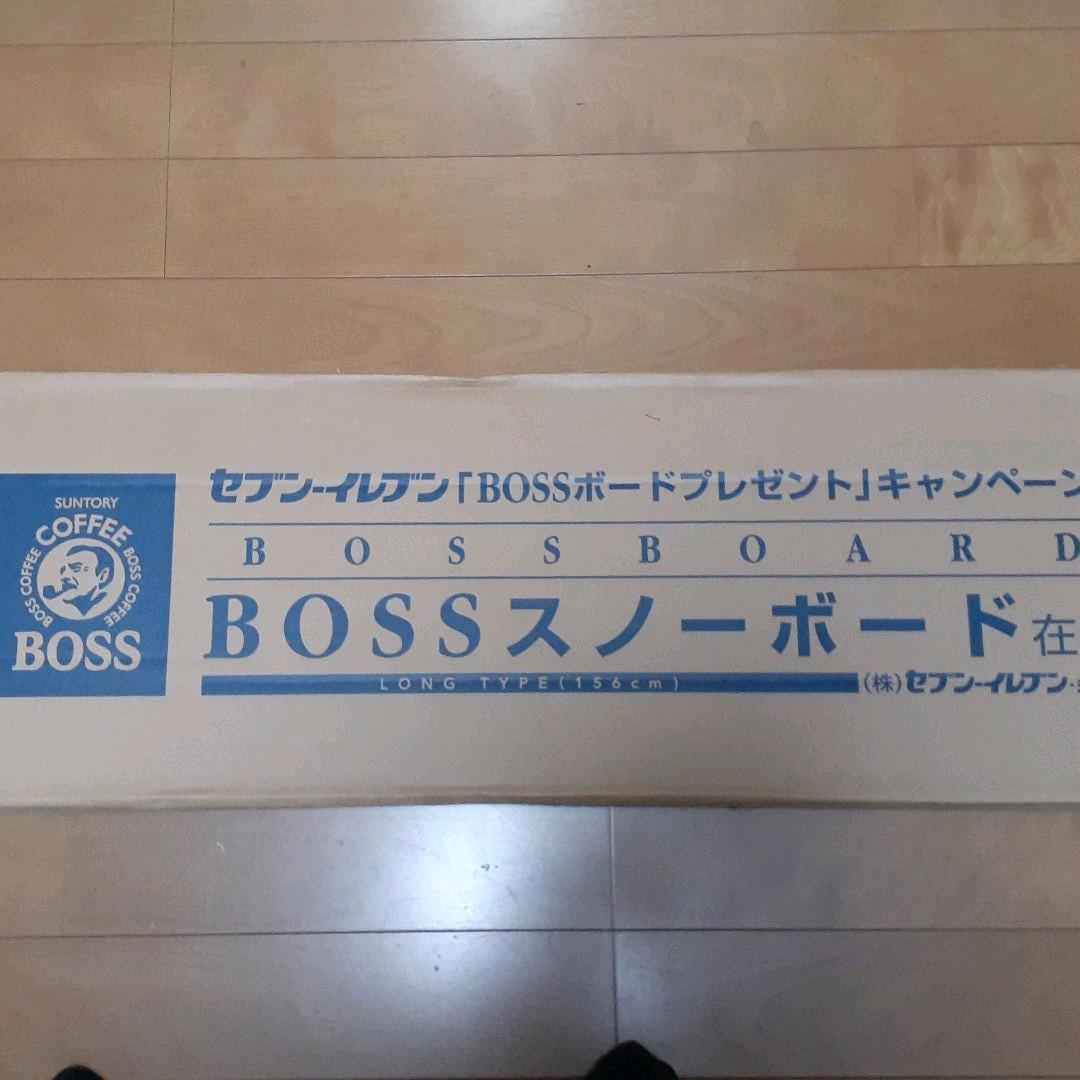 SUNTORY
COFFEE
BOSS COFFEE
BOSS COFFEE
BOSS
セブン-イレブン「BOSSボードプレゼント」キャンペーン
BOSSBOARD
BOSSスノーボード在
LONG TYPE(156cm)
(株)セブン-イレブン・